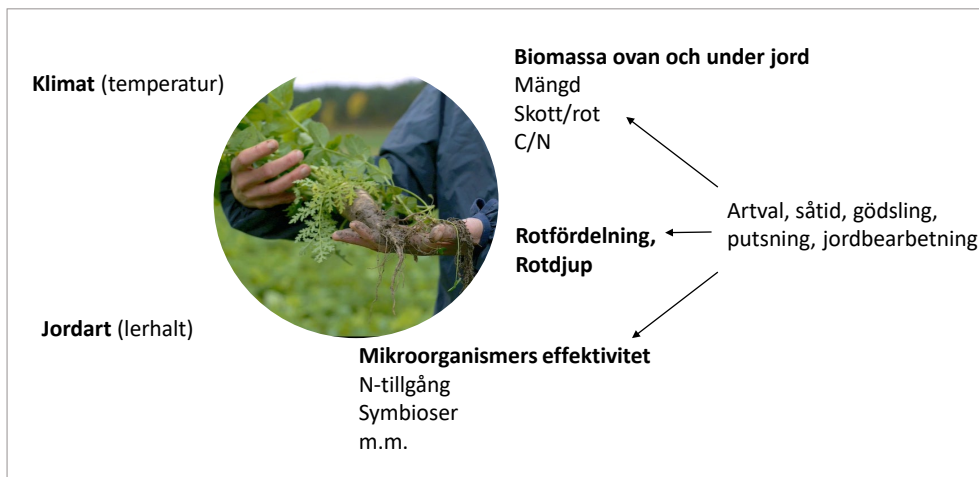 Klimat (temperatur)
Biomassa ovan och under jord
Mängd
Skott/rot
C/N
Artval, såtid, gödsling,
putsning, jordbearbetning
Rotfördelning,
Rotdjup
Jordart (lerhalt)
Mikroorganismers effektivitet
N-tillgång
Symbioser
m.m.